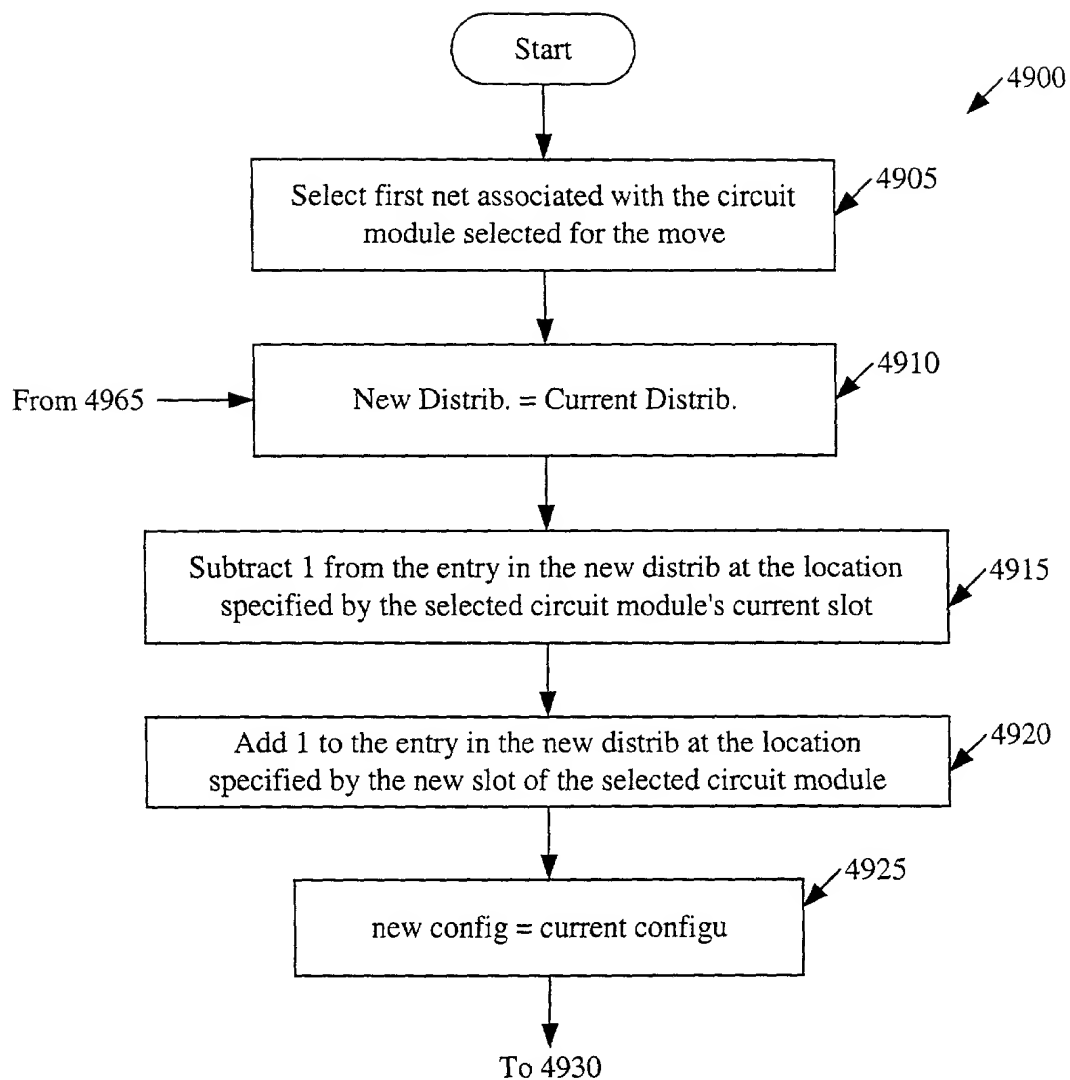 Start
4900
Select first net associated with the circuit
module selected for the move
4905
From 4965
New Distrib. = Current Distrib.
4910
Subtract 1 from the entry in the new distrib at the location
specified by the selected circuit module's current slot
4915
Add 1 to the entry in the new distrib at the location
specified by the new slot of the selected circuit module
4920
new config = current configu
4925
To 4930